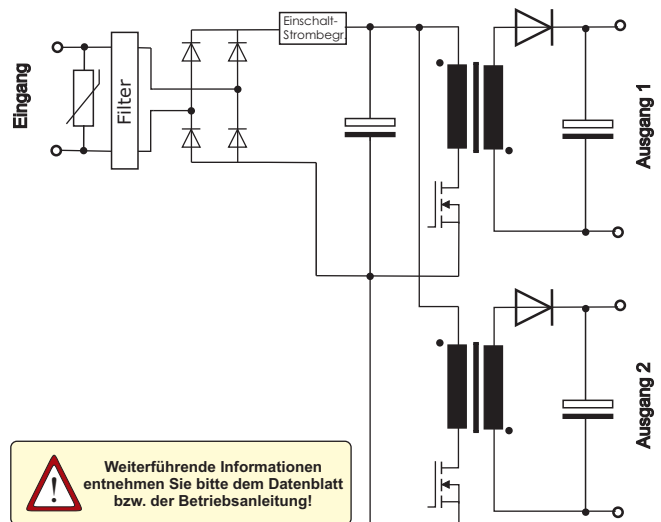 Einschalt-
Strombegr.
Eingang
Filter
Ausgang 1
Ausgang 2
Weiterführende Informationen
entnehmen Sie bitte dem Datenblatt
bzw. der Betriebsanleitung!